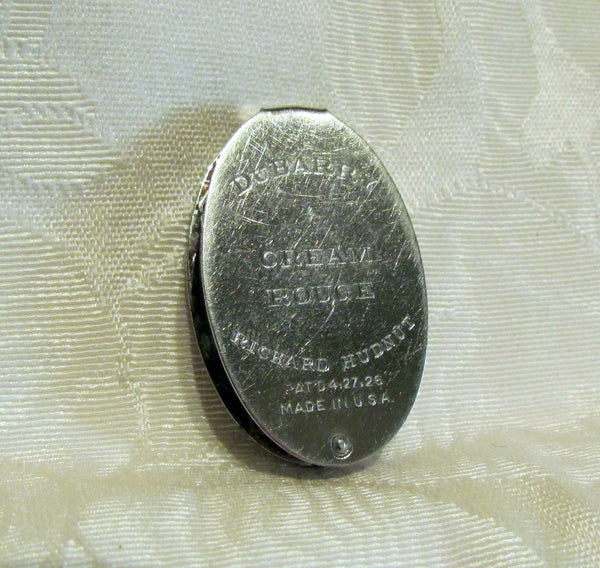 DUBARRY
CREAM
ROUGE
RICHARD HUDNUT
PAT'D 4.27.26
MADE IN U.S.A.